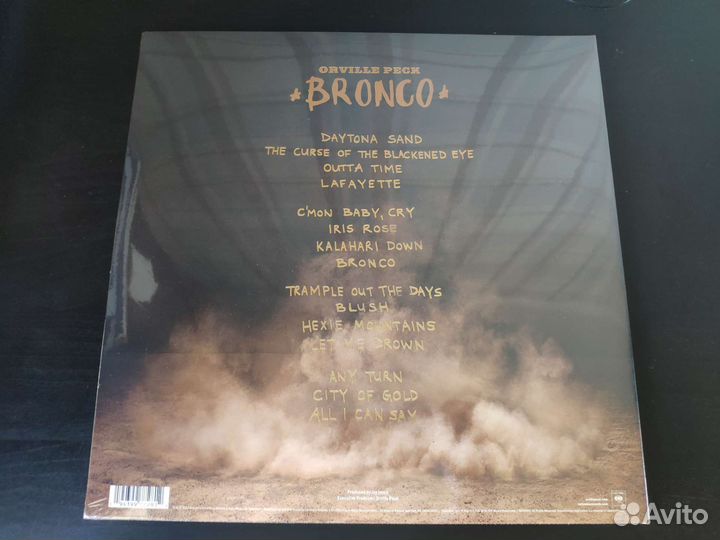 ORVILLE PECK
BRONCO
DAYTONA SAND
THE CURSE OF THE BLACKENED EYE
OUTTA TIME
LAFAYETTE
C'MON BABY, CRY
IRIS ROSE
KALAHARI DOWN
BRONCO
TRAMPLE OUT THE DAYS
BLUSH
HEXIE MOUNTAINS
LET ME DROWN
ANY TURN
CITY OF GOLD
ALL I CAN SAY
Avito